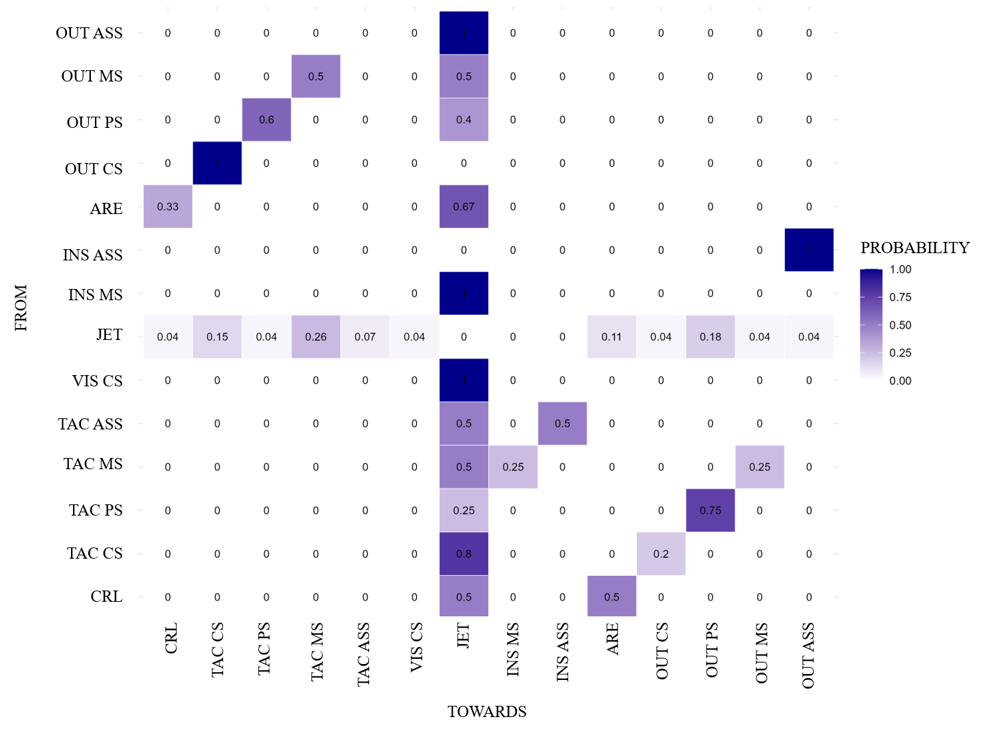 OUT ASS 0 0 0 0 0 0 1 0 0 0 0 0 0 0
OUT MS 0 0 0 0.5 0 0 0.5 0 0 0 0 0 0 0
OUT PS 0 0 0.6 0 0 0 0.4 0 0 0 0 0 0 0
OUT CS 0 1 0 0 0 0 0 0 0 0 0 0 0 0
ARE 0.33 0 0 0 0 0 0.67 0 0 0 0 0 0 0
INS ASS 0 0 0 0 0 0 0 0 0 0 0 0 0 1
INS MS 0 0 0 0 0 0 1 0 0 0 0 0 0 0
JET 0.04 0.15 0.04 0.26 0.07 0.04 0 0 0 0.11 0.04 0.18 0.04 0.04
VIS CS 0 0 0 0 0 0 1 0 0 0 0 0 0 0
TAC ASS 0 0 0 0 0 0 0.5 0 0.5 0 0 0 0 0
TAC MS 0 0 0 0 0 0 0.5 0.25 0 0 0 0 0.25 0
TAC PS 0 0 0 0 0 0 0.25 0 0 0 0 0.75 0 0
TAC CS 0 0 0 0 0 0 0.8 0 0 0 0.2 0 0 0
CRL 0 0 0 0 0 0 0.5 0 0 0.5 0 0 0 0
FROM
CRL
TAC CS
TAC PS
TAC MS
TAC ASS
VIS CS
JET
INS MS
INS ASS
ARE
OUT CS
OUT PS
OUT MS
OUT ASS
TOWARDS
PROBABILITY
1.00
0.75
0.50
0.25
0.00